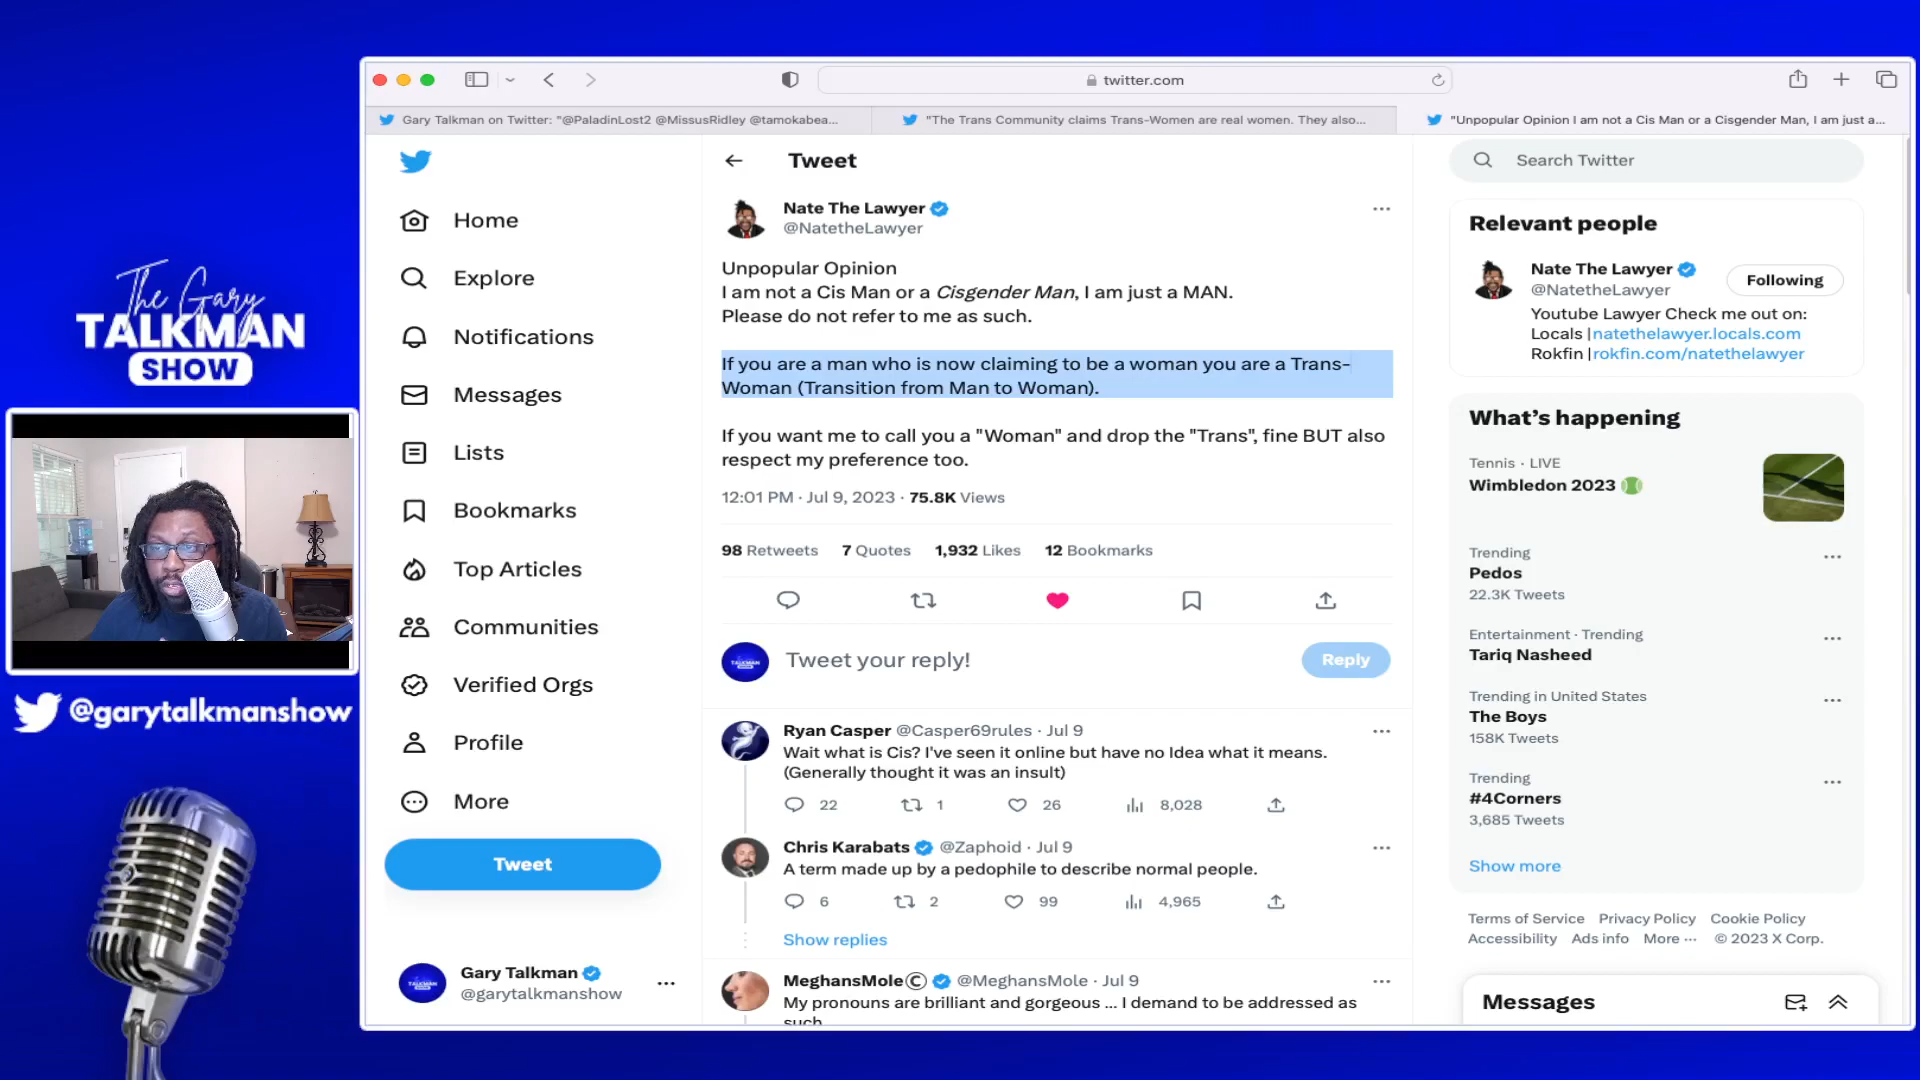 twitter.com
Gary Talkman on Twitter: "@PaladinLost2 @MissusRidley @tamokabea...
"The Trans Community claims Trans-Women are real women. They also...
"Unpopular Opinion I am not a Cis Man or a Cisgender Man, I am just a...
The Gary
TALKMAN
SHOW
@garytalkmanshow
Home
Explore
Notifications
Messages
Lists
Bookmarks
Top Articles
Communities
Verified Orgs
Profile
More
Tweet
Gary Talkman
@garytalkmanshow
Tweet
Nate The Lawyer
@NatetheLawyer
Unpopular Opinion
I am not a Cis Man or a Cisgender Man, I am just a MAN.
Please do not refer to me as such.
If you are a man who is now claiming to be a woman you are a Trans-
Woman (Transition from Man to Woman).
If you want me to call you a "Woman" and drop the "Trans", fine BUT also
respect my preference too.
12:01 PM · Jul 9, 2023 · 75.8K Views
98 Retweets 7 Quotes 1,932 Likes 12 Bookmarks
TALKMAN
Tweet your reply!
Reply
Ryan Casper @Casper69rules · Jul 9
Wait what is Cis? I've seen it online but have no Idea what it means.
(Generally thought it was an insult)
22 1 26 8,028
Chris Karabats @Zaphoid · Jul 9
A term made up by a pedophile to describe normal people.
6 2 99 4,965
Show replies
MeghansMole© @MeghansMole · Jul 9
My pronouns are brilliant and gorgeous ... I demand to be addressed as
such
Search Twitter
Relevant people
Nate The Lawyer
@NatetheLawyer
Following
Youtube Lawyer Check me out on:
Locals |natethelawyer.locals.com
Rokfin |rokfin.com/natethelawyer
What's happening
Tennis · LIVE
Wimbledon 2023
Trending
Pedos
22.3K Tweets
Entertainment · Trending
Tariq Nasheed
Trending in United States
The Boys
158K Tweets
Trending
#4Corners
3,685 Tweets
Show more
Terms of Service Privacy Policy Cookie Policy
Accessibility Ads info More ··· © 2023 X Corp.
Messages